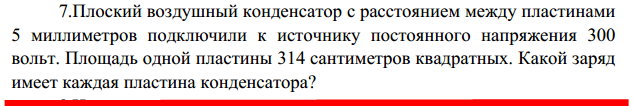 7.Плоский воздушный конденсатор с расстоянием между пластинами
5 миллиметров подключили к источнику постоянного напряжения 300
вольт. Площадь одной пластины 314 сантиметров квадратных. Какой заряд
имеет каждая пластина конденсатора?